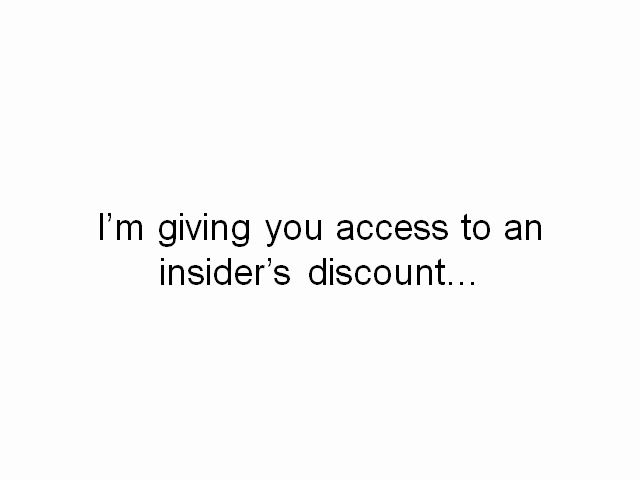 I’m giving you access to an
insider’s discount...